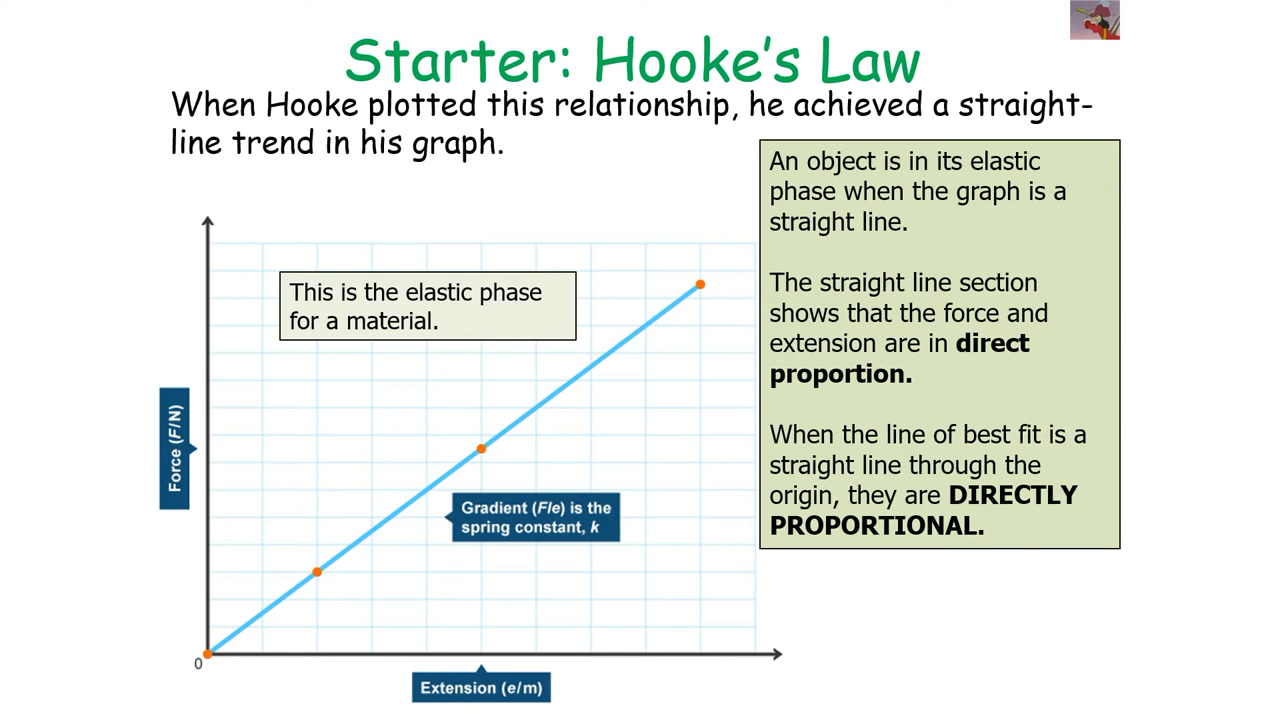 Starter: Hooke’s Law
When Hooke plotted this relationship, he achieved a straight-
line trend in his graph.
An object is in its elastic
phase when the graph is a
straight line.
The straight line section
shows that the force and
extension are in direct
proportion.
When the line of best fit is a
straight line through the
origin, they are DIRECTLY
PROPORTIONAL.
This is the elastic phase
for a material.
Force (F/N)
Gradient (F/e) is the
spring constant, k
0
Extension (e/m)